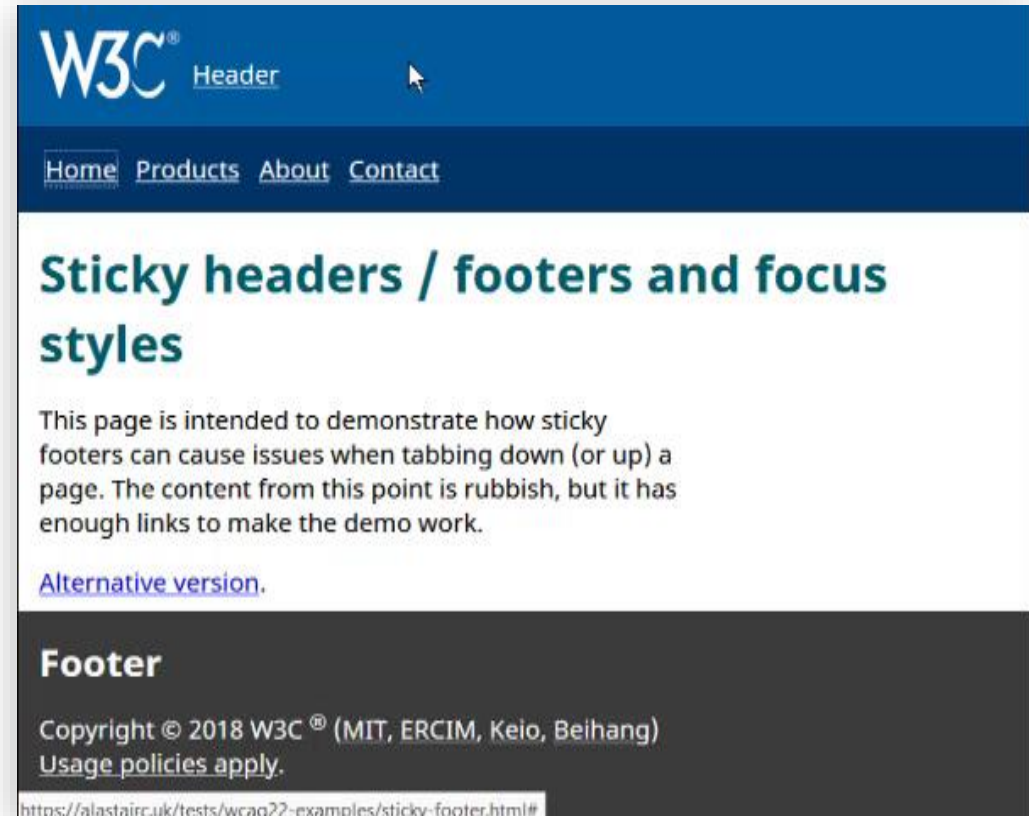 W3C®
Header
Home Products About Contact
Sticky headers / footers and focus
styles
This page is intended to demonstrate how sticky
footers can cause issues when tabbing down (or up) a
page. The content from this point is rubbish, but it has
enough links to make the demo work.
Alternative version.
Footer
Copyright © 2018 W3C ® (MIT, ERCIM, Keio, Beihang)
Usage policies apply.
https://alastairc.uk/tests/wcag22-examples/sticky-footer.html#